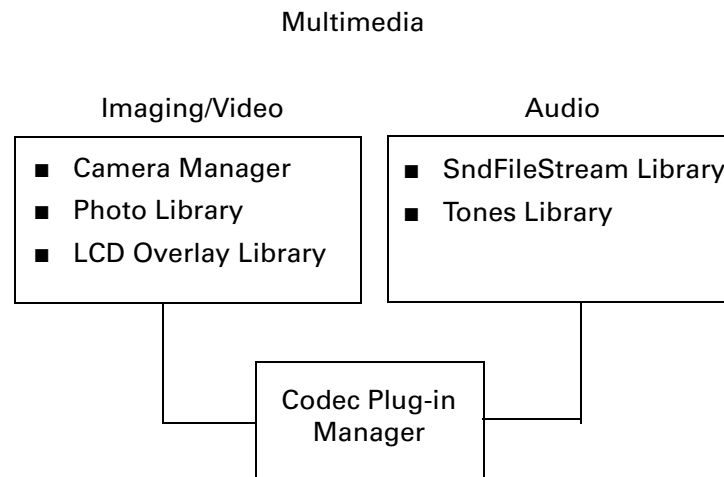 Multimedia
Imaging/Video
■ Camera Manager
■ Photo Library
■ LCD Overlay Library
Audio
■ SndFileStream Library
■ Tones Library
Codec Plug-in
Manager